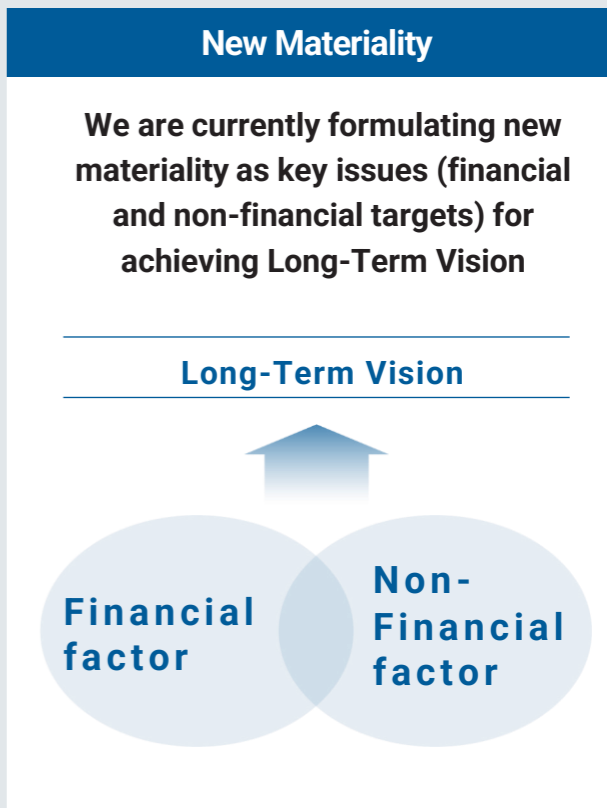 New Materiality
We are currently formulating new
materiality as key issues (financial
and non-financial targets) for
achieving Long-Term Vision
Long-Term Vision
Financial
factor
Non-
Financial
factor